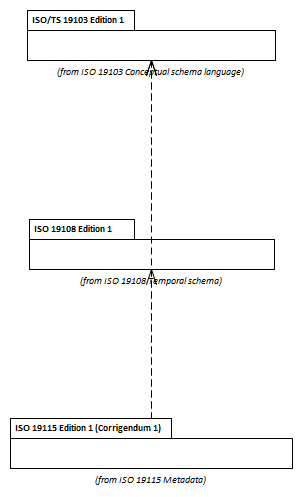 ISO/TS 19103 Edition 1
(from ISO 19103 Conceptual schema language)
ISO 19108 Edition 1
(from ISO 19108 Temporal schema)
ISO 19115 Edition 1 (Corrigendum 1)
(from ISO 19115 Metadata)